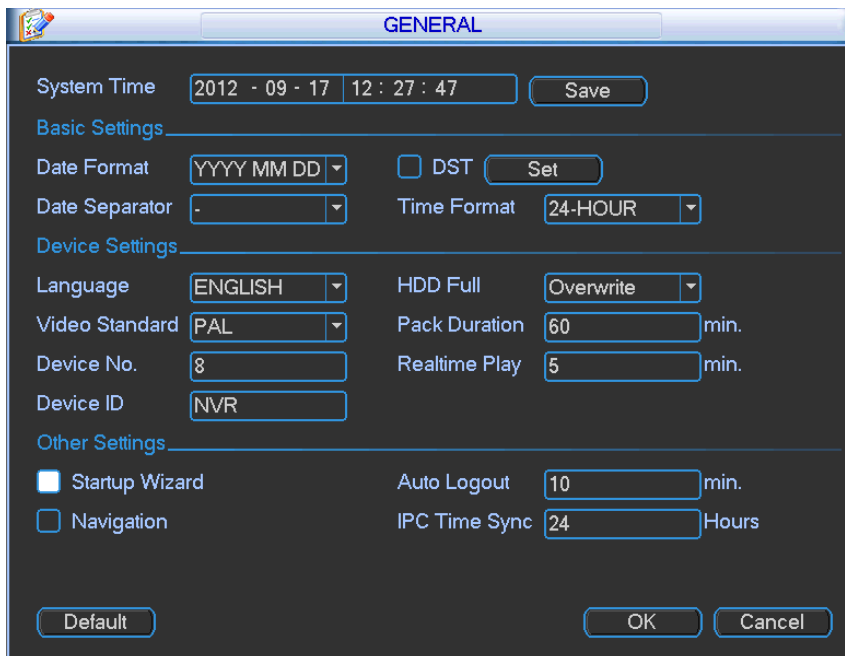 GENERAL
System Time 2012 - 09 - 17 12 : 27 : 47 Save
Basic Settings
Date Format YYYY MM DD DST Set
Date Separator - Time Format 24-HOUR
Device Settings
Language ENGLISH HDD Full Overwrite
Video Standard PAL Pack Duration 60 min.
Device No. 8 Realtime Play 5 min.
Device ID NVR
Other Settings
Startup Wizard Auto Logout 10 min.
Navigation IPC Time Sync 24 Hours
Default OK Cancel